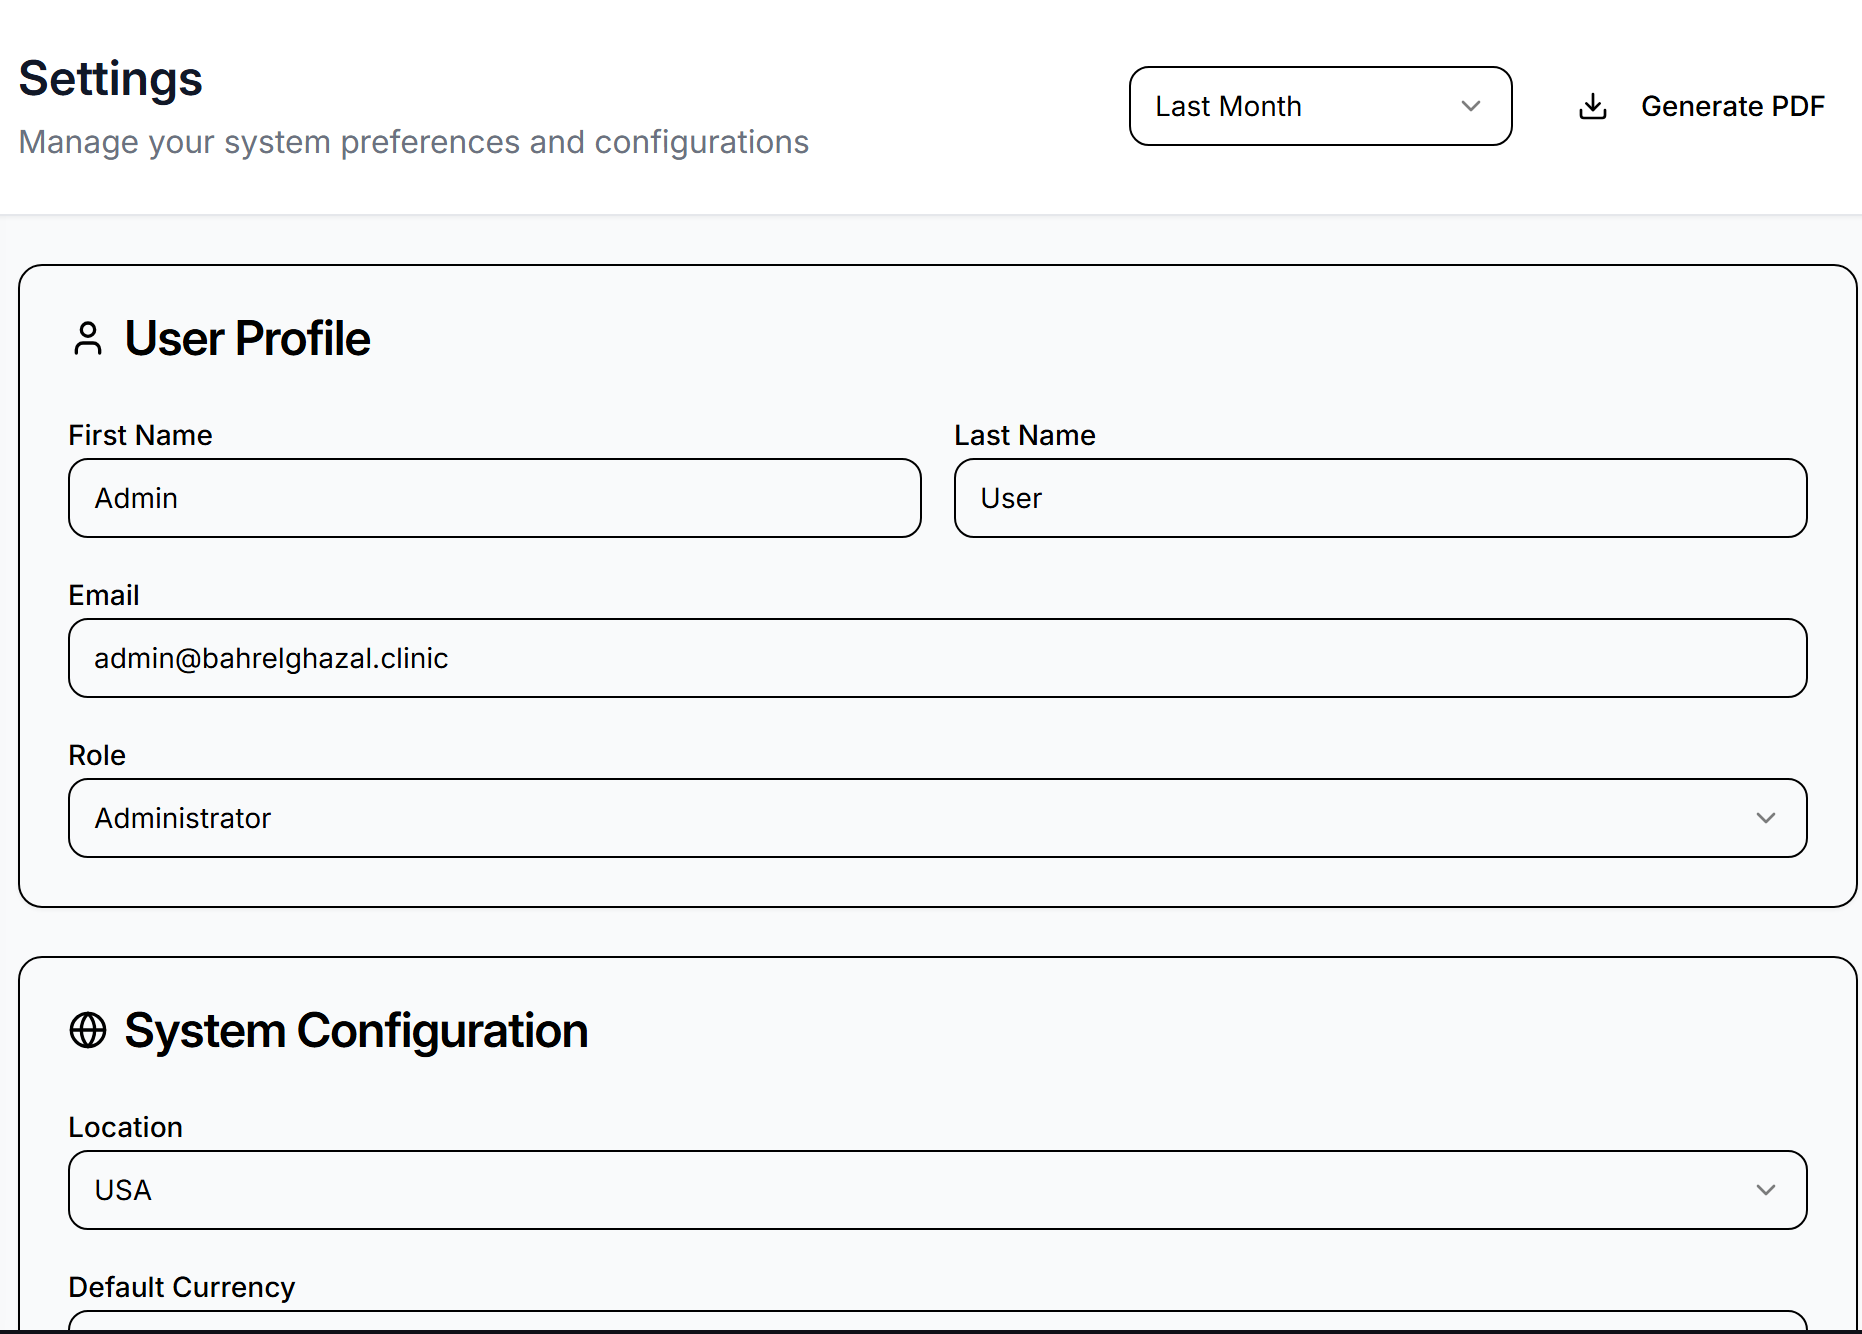 Settings
Manage your system preferences and configurations
Last Month
Generate PDF
User Profile
First Name
Last Name
Admin
User
Email
admin@bahrelghazal.clinic
Role
Administrator
System Configuration
Location
USA
Default Currency